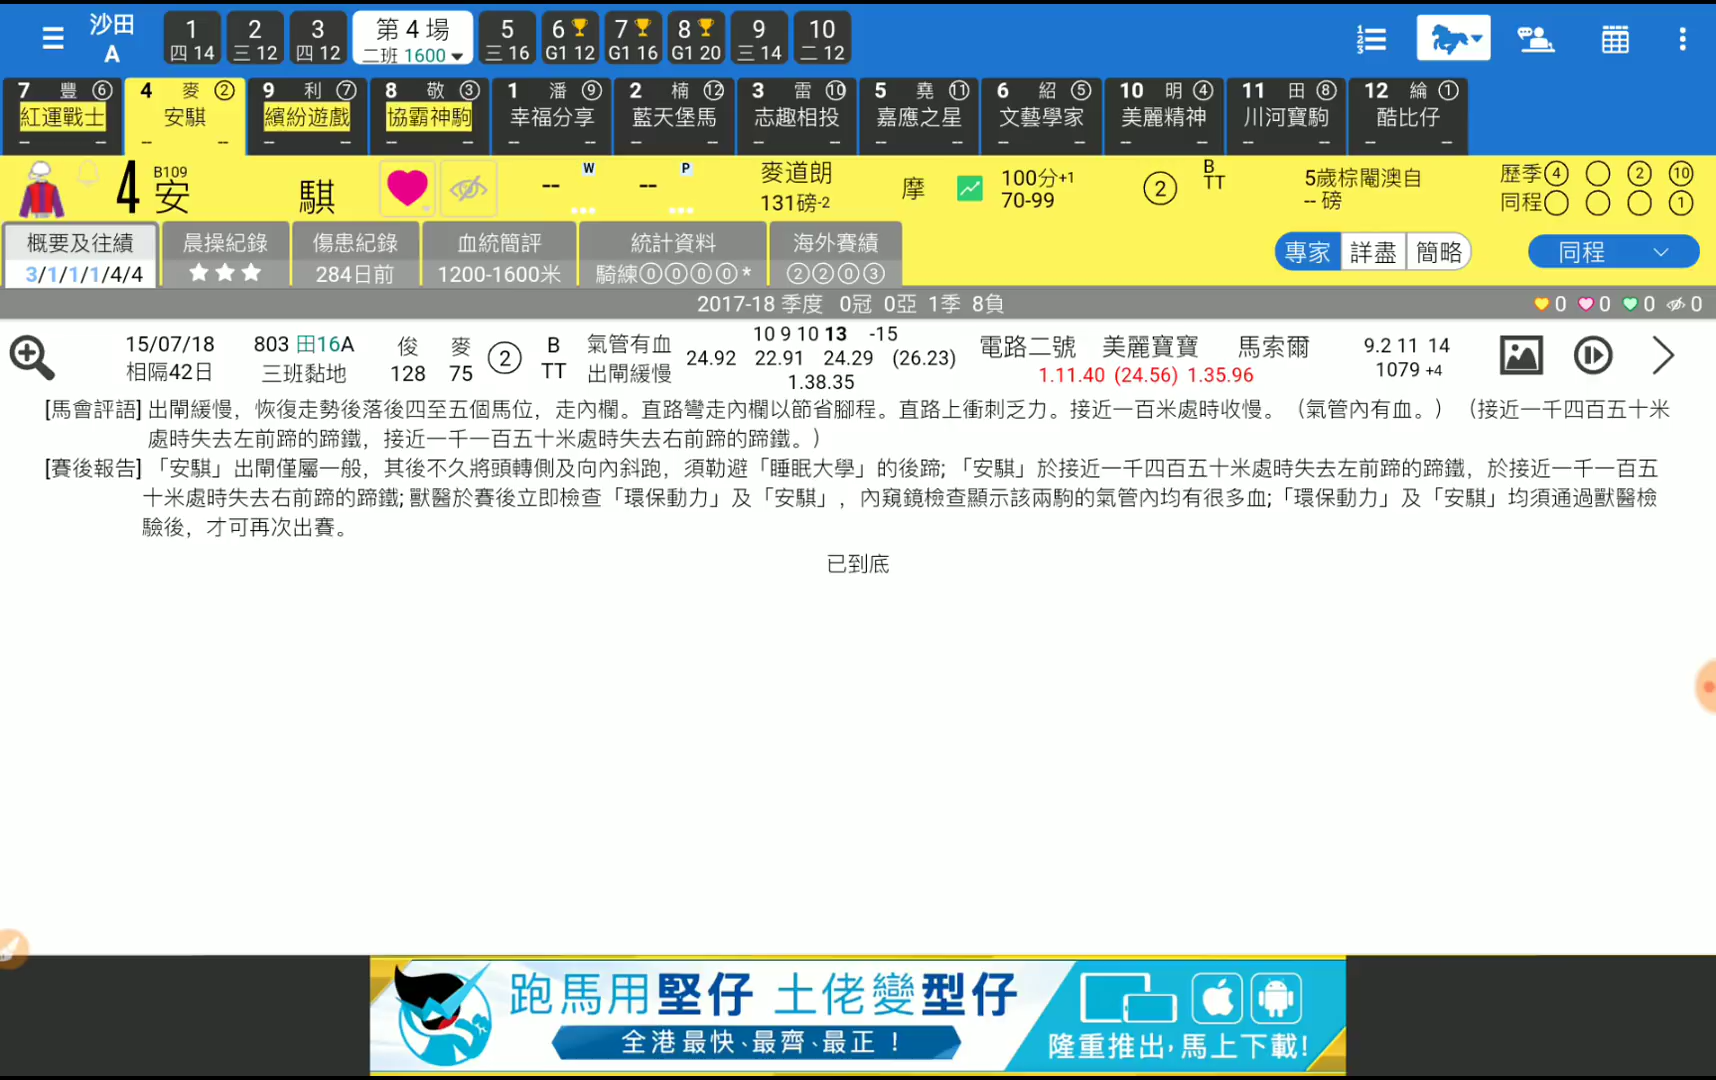 沙田 A
1 四 14
2 三 12
3 四 12
第 4 場 二班 1600
5 三 16
6 G1 12
7 G1 16
8 G1 20
9 三 14
10 二 12
7 豐 ⑥ 紅運戰士 -- --
4 麥 ② 安騏 -- --
9 利 ⑦ 繽紛遊戲 -- --
8 敬 ③ 協霸神駒 -- --
1 潘 ⑨ 幸福分享 -- --
2 楠 ⑫ 藍天堡馬 -- --
3 雷 ⑩ 志趣相投 -- --
5 堯 ⑪ 嘉應之星 -- --
6 紹 ⑤ 文藝學家 -- --
10 明 ④ 美麗精神 -- --
11 田 ⑧ 川河寶駒 -- --
12 綸 ① 酷比仔 -- --
4 B109 安 騏
-- W -- P
麥道朗 131磅-2
摩
100分+1 70-99
②
B TT
5歲棕閹澳自 -- 磅
歷季④〇②⑩
同程〇〇〇①
概要及往績 3/1/1/1/4/4
晨操紀錄 ★★★
傷患紀錄 284日前
血統簡評 1200-1600米
統計資料 騎練⓪⓪⓪⓪*
海外賽績 ②②⓪③
專家 詳盡 簡略
同程
2017-18 季度 0冠 0亞 1季 8負
0 0 0 0
15/07/18 相隔42日
803 田16A 三班黏地
俊 128
麥 75
②
B TT
氣管有血 出閘緩慢
10 9 10 13 -15
24.92 22.91 24.29 (26.23)
1.38.35
電路二號 美麗寶寶 馬索爾
1.11.40 (24.56) 1.35.96
9.2 11 14
1079 +4
[馬會評語] 出閘緩慢，恢復走勢後落後四至五個馬位，走內欄。直路彎走內欄以節省腳程。直路上衝刺乏力。接近一百米處時收慢。（氣管內有血。）（接近一千四百五十米
處時失去左前蹄的蹄鐵，接近一千一百五十米處時失去右前蹄的蹄鐵。）
[賽後報告] 「安騏」出閘僅屬一般，其後不久將頭轉側及向內斜跑，須勒避「睡眠大學」的後蹄;「安騏」於接近一千四百五十米處時失去左前蹄的蹄鐵，於接近一千一百五
十米處時失去右前蹄的蹄鐵; 獸醫於賽後立即檢查「環保動力」及「安騏」，內窺鏡檢查顯示該兩駒的氣管內均有很多血;「環保動力」及「安騏」均須通過獸醫檢
驗後，才可再次出賽。
已到底
跑馬用堅仔 土佬變型仔
全港最快、最齊、最正！
隆重推出，馬上下載！